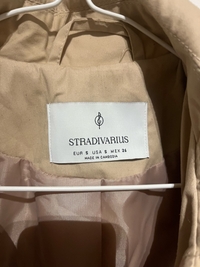 STRADIVARIUS
EUR S USA S MEX 26
MADE IN CAMBODIA